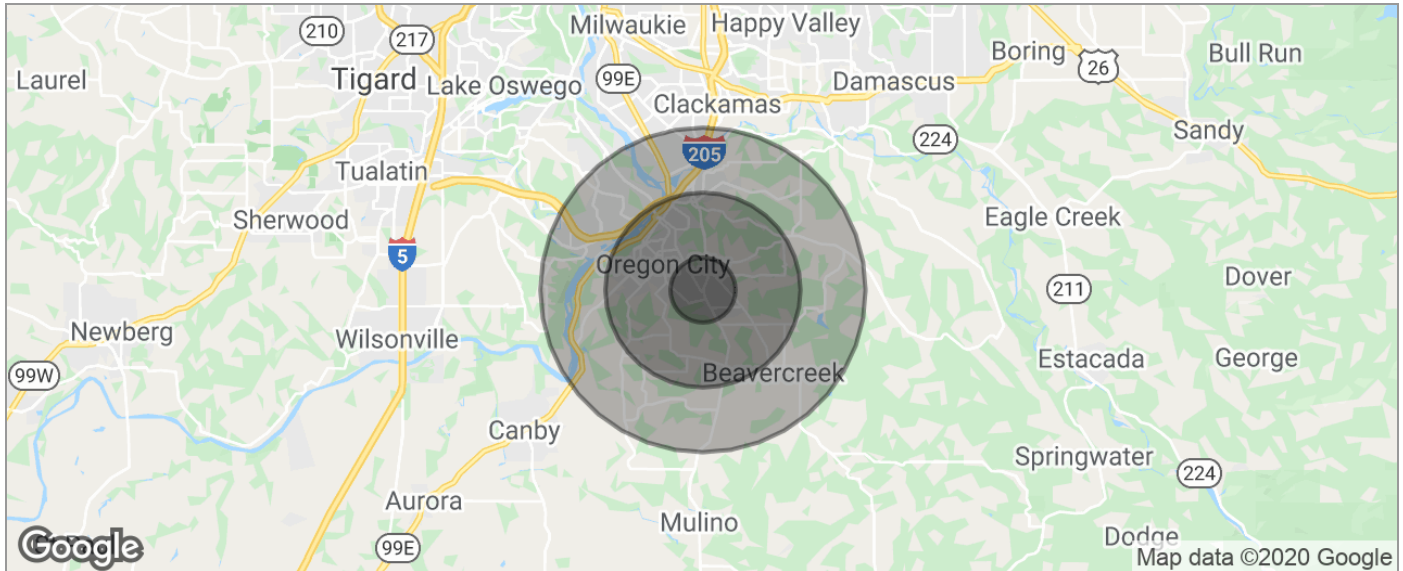 Milwaukie
Happy Valley
210
217
Boring
Bull Run
26
Laurel
Tigard
Lake Oswego
99E
Damascus
Clackamas
224
Sandy
205
Tualatin
Sherwood
Eagle Creek
5
Oregon City
Dover
211
Newberg
Wilsonville
99W
Beavercreek
Estacada
George
Canby
Springwater
224
Aurora
Mulino
Dodge
99E
Google
Map data ©2020 Google